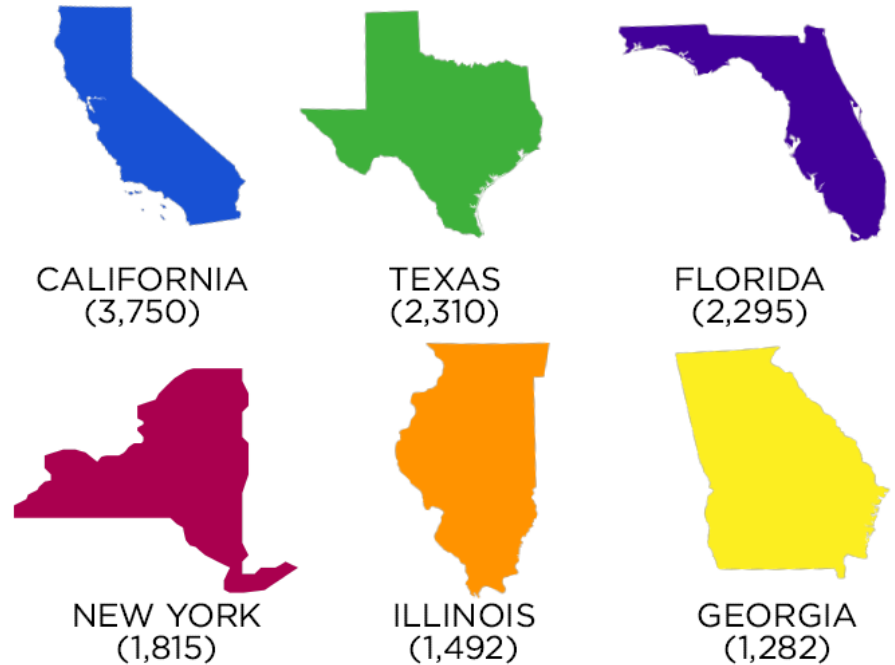 CALIFORNIA
(3,750)
TEXAS
(2,310)
FLORIDA
(2,295)
NEW YORK
(1,815)
ILLINOIS
(1,492)
GEORGIA
(1,282)